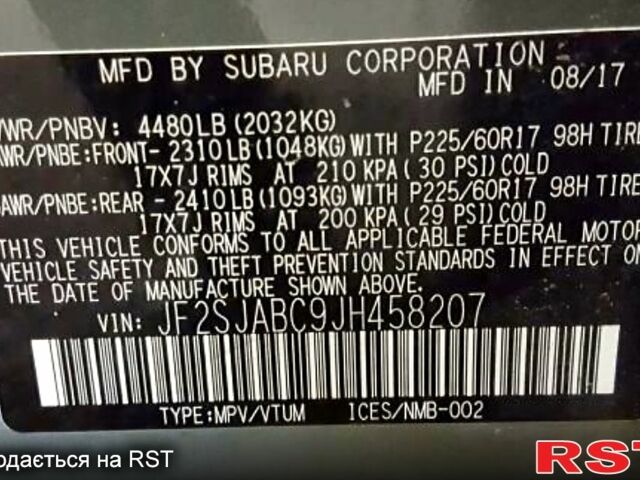 MFD BY SUBARU CORPORATION
MFD IN 08/17
VWR/PNBV: 4480LB(2032KG)
AWR/PNBE:FRONT- 2310LB(1048KG)WITH P225/60R17 98H TIRE
17X7J RIMS AT 210 KPA( 30 PSI)COLD
AWR/PNBE:REAR - 2410LB(1093KG)WITH P225/60R17 98H TIRE
17X7J RIMS AT 200 KPA( 29 PSI)COLD
THIS VEHICLE CONFORMS TO ALL APPLICABLE FEDERAL MOTOR
VEHICLE SAFETY AND THEFT PREVENTION STANDARDS IN EFFECT ON
THE DATE OF MANUFACTURE SHOWN ABOVE.
VIN: JF2SJABC9JH458207
TYPE:MPV/VTUM ICES/NMB-002
одається на RST
RST